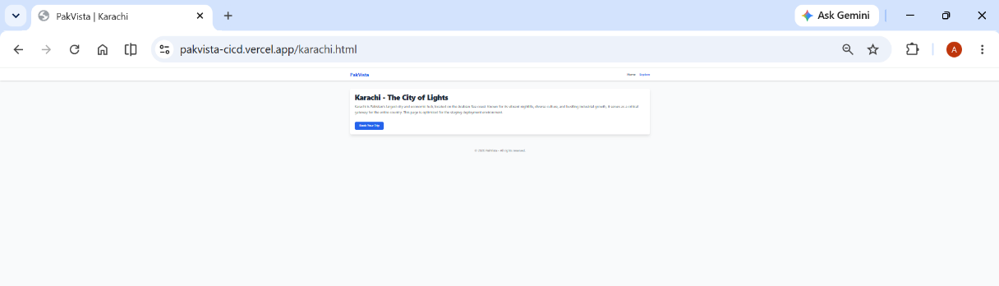 PakVista | Karachi
Ask Gemini
pakvista-cicd.vercel.app/karachi.html
A
PakVista
Home Explore
Karachi - The City of Lights
Karachi is Pakistan's largest city and economic hub, located on the Arabian Sea coast. Known for its vibrant nightlife, diverse culture, and bustling industrial growth, it serves as a critical
gateway for the entire country. This page is optimized for the staging deployment environment.
Book Your Trip
PakVista - All rights reserved.